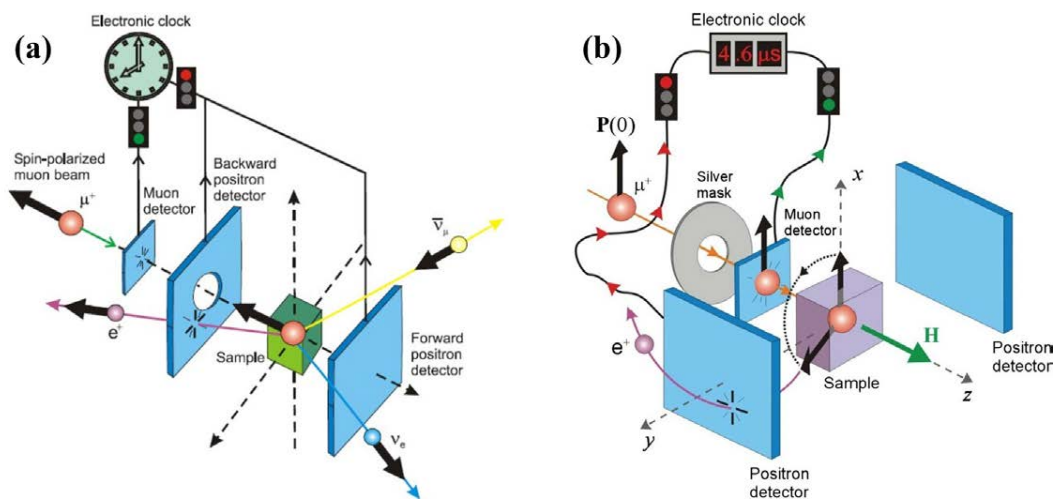 (a)
Electronic clock
Spin-polarized
muon beam
μ⁺
Muon
detector
Backward
positron
detector
ν̅μ
e⁺
Sample
Forward
positron
detector
νe
(b)
Electronic clock
4.6 μs
P(0)
μ⁺
Silver
mask
Muon
detector
x
e⁺
H
Sample
z
y
Positron
detector
Positron
detector